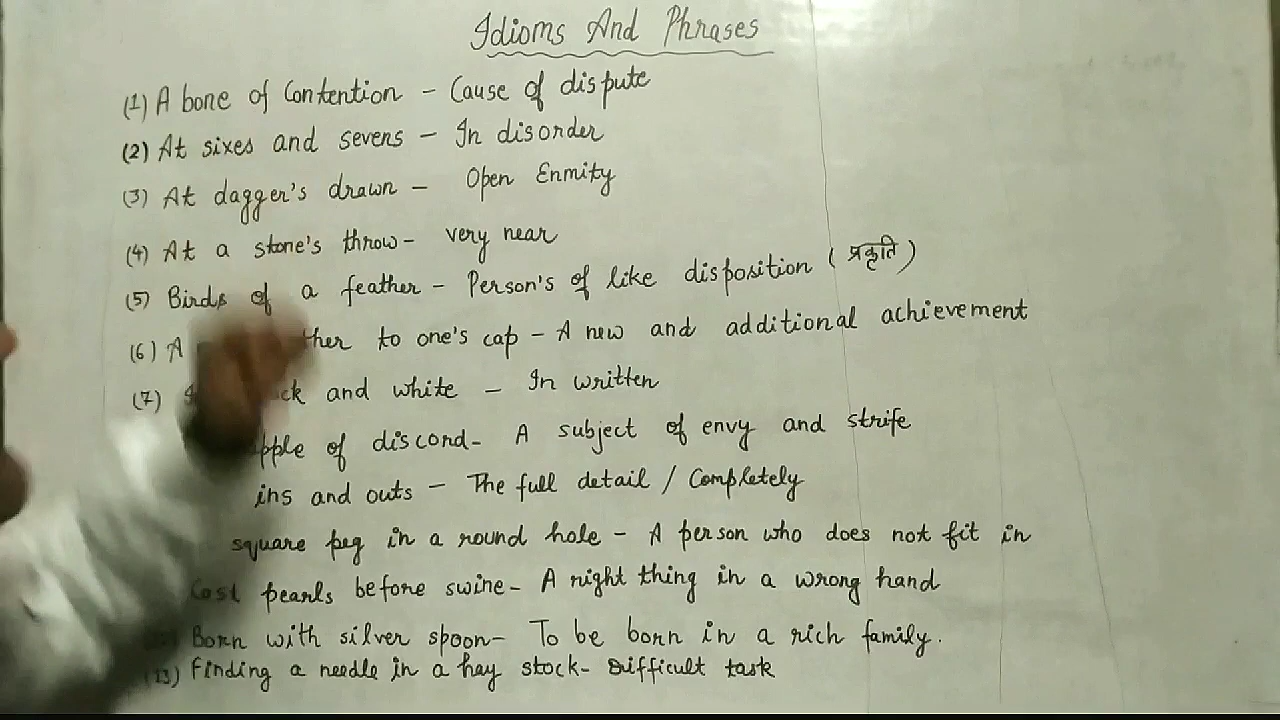 Idioms And Phrases
(1) A bone of Contention - Cause of dispute
(2) At sixes and sevens - In disorder
(3) At dagger's drawn - Open Enmity
(4) At a stone's throw - very near
(5) Birds of a feather - Person's of like disposition (प्रकृति)
(6) A to one's cap - A new and additional achievement
(7) and white - In written
of discord - A subject of envy and strife
ins and outs - The full detail / Completely
square peg in a round hole - A person who does not fit in
Cast pearls before swine - A right thing in a wrong hand
Born with silver spoon - To be born in a rich family.
(13) Finding a needle in a hay stock - Difficult task